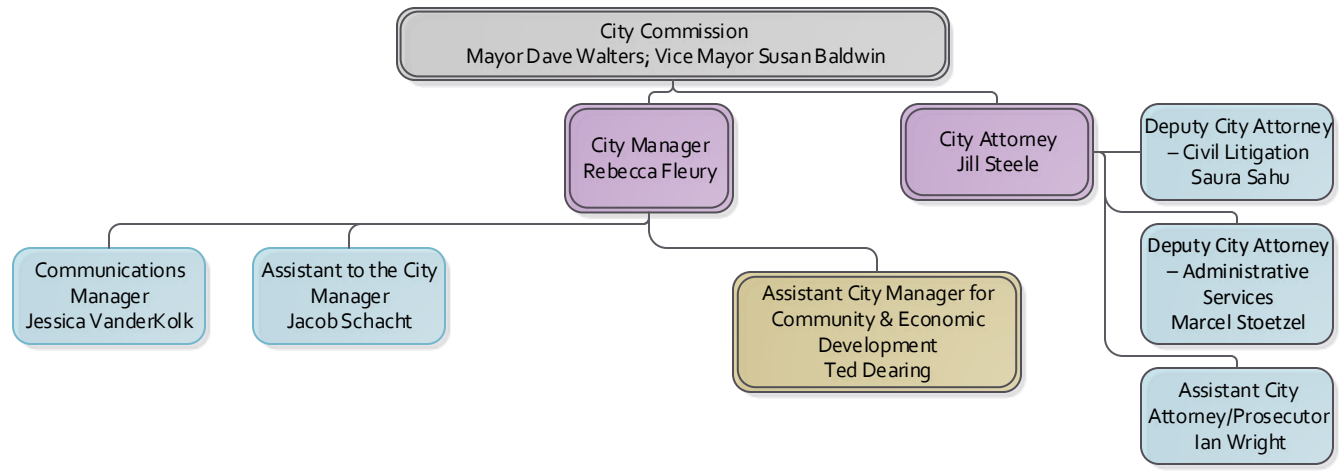 City Commission
Mayor Dave Walters; Vice Mayor Susan Baldwin
City Manager
Rebecca Fleury
City Attorney
Jill Steele
Deputy City Attorney
– Civil Litigation
Saura Sahu
Deputy City Attorney
– Administrative
Services
Marcel Stoetzel
Communications
Manager
Jessica VanderKolk
Assistant to the City
Manager
Jacob Schacht
Assistant City Manager for
Community & Economic
Development
Ted Dearing
Assistant City
Attorney/Prosecutor
Ian Wright